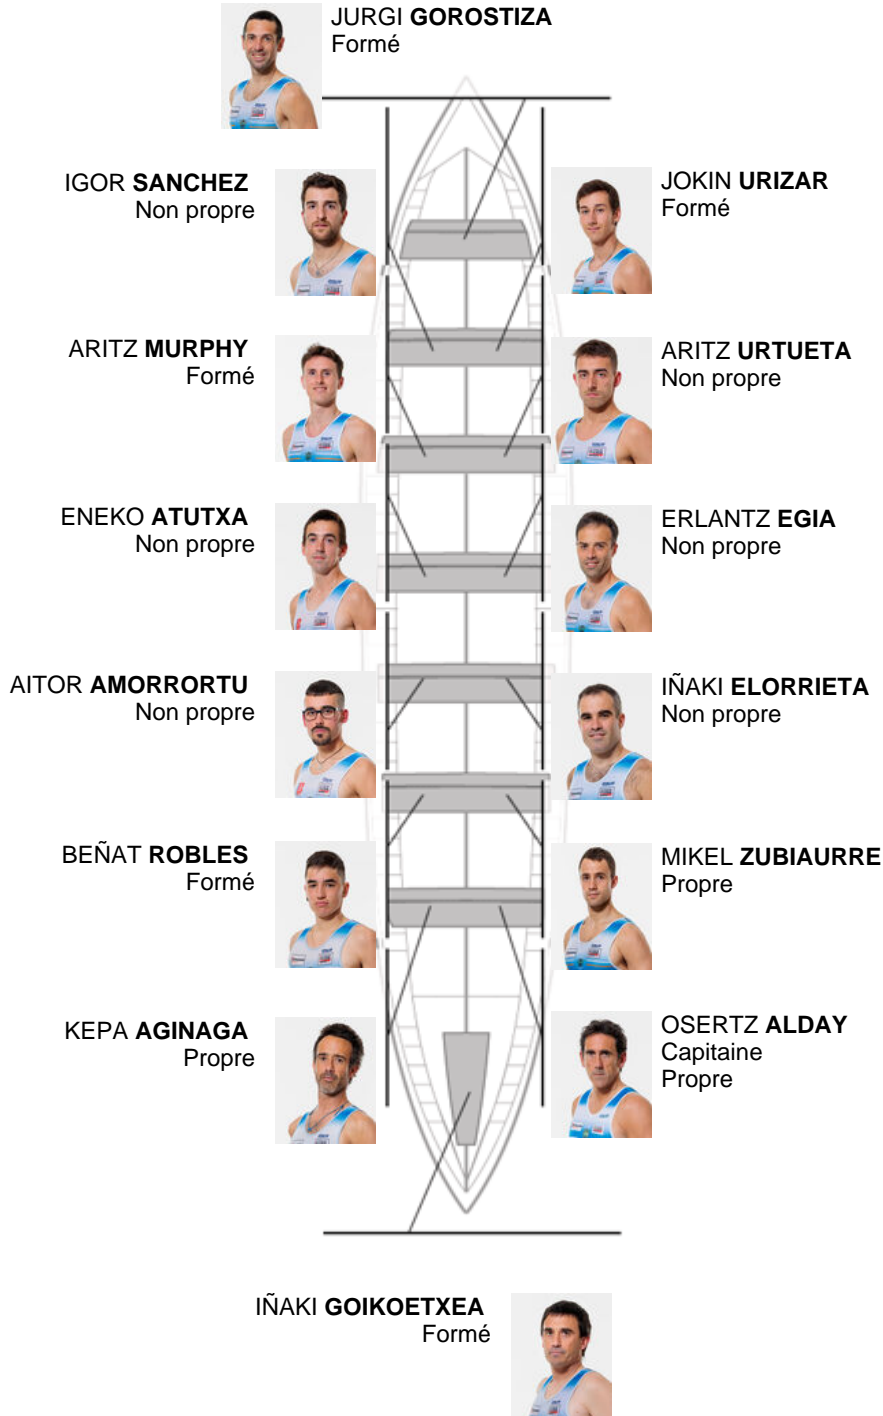 JURGI GOROSTIZA
Formé
IGOR SANCHEZ
Non propre
JOKIN URIZAR
Formé
ARITZ MURPHY
Formé
ARITZ URTUETA
Non propre
ENEKO ATUTXA
Non propre
ERLANTZ EGIA
Non propre
AITOR AMORRORTU
Non propre
IÑAKI ELORRIETA
Non propre
BEÑAT ROBLES
Formé
MIKEL ZUBIAURRE
Propre
KEPA AGINAGA
Propre
OSERTZ ALDAY
Capitaine
Propre
IÑAKI GOIKOETXEA
Formé